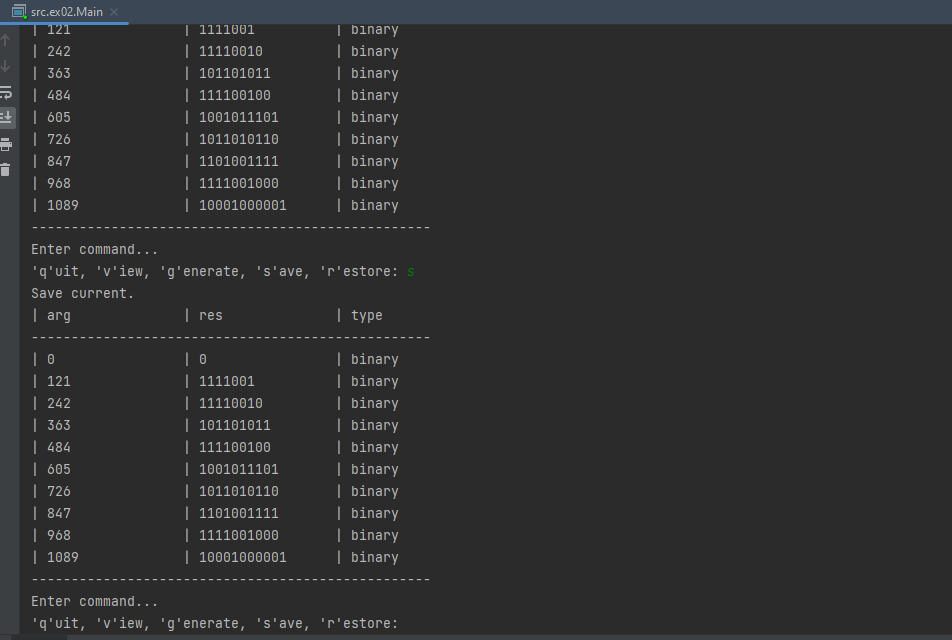 src.ex02.Main
| 121 | 1111001 | binary
| 242 | 11110010 | binary
| 363 | 101101011 | binary
| 484 | 111100100 | binary
| 605 | 1001011101 | binary
| 726 | 1011010110 | binary
| 847 | 1101001111 | binary
| 968 | 1111001000 | binary
| 1089 | 10001000001 | binary
--------------------------------------------------
Enter command...
'q'uit, 'v'iew, 'g'enerate, 's'ave, 'r'estore: s
Save current.
| arg | res | type
--------------------------------------------------
| 0 | 0 | binary
| 121 | 1111001 | binary
| 242 | 11110010 | binary
| 363 | 101101011 | binary
| 484 | 111100100 | binary
| 605 | 1001011101 | binary
| 726 | 1011010110 | binary
| 847 | 1101001111 | binary
| 968 | 1111001000 | binary
| 1089 | 10001000001 | binary
--------------------------------------------------
Enter command...
'q'uit, 'v'iew, 'g'enerate, 's'ave, 'r'estore: